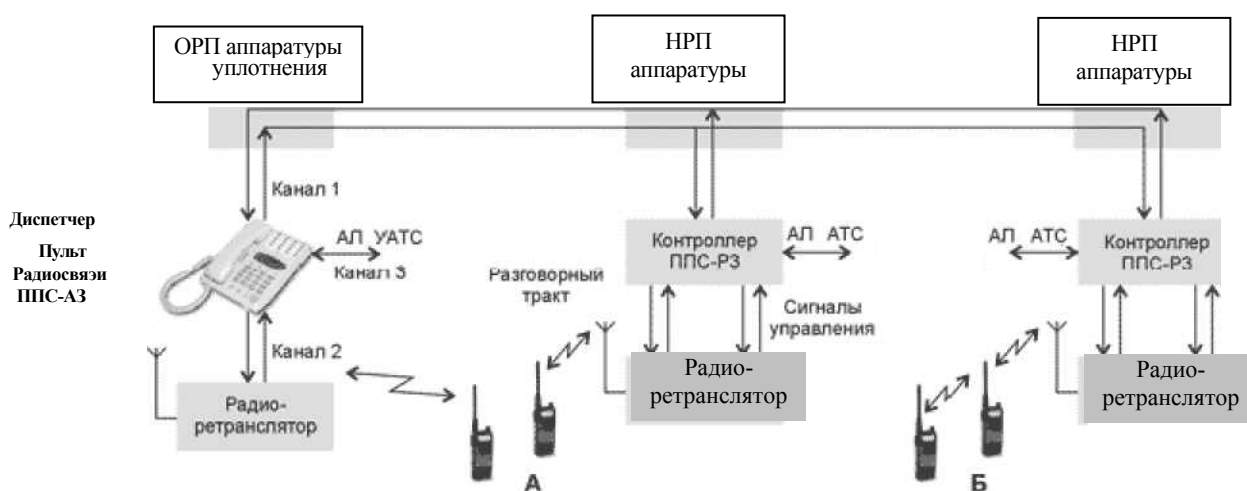 ОРП аппаратуры
уплотнения
НРП
аппаратуры
НРП
аппаратуры
Канал 1
Диспетчер
Пульт
Радиосвяэи
ППС-АЗ
АЛ УАТС
Канал 3
Разговорный
тракт
Контроллер
ППС-РЗ
АЛ АТС
АЛ АТС
Контроллер
ППС-РЗ
Сигналы
управления
Канал 2
Радио-
ретранслятор
Радио-
ретранслятор
Радио-
ретранслятор
А
Б